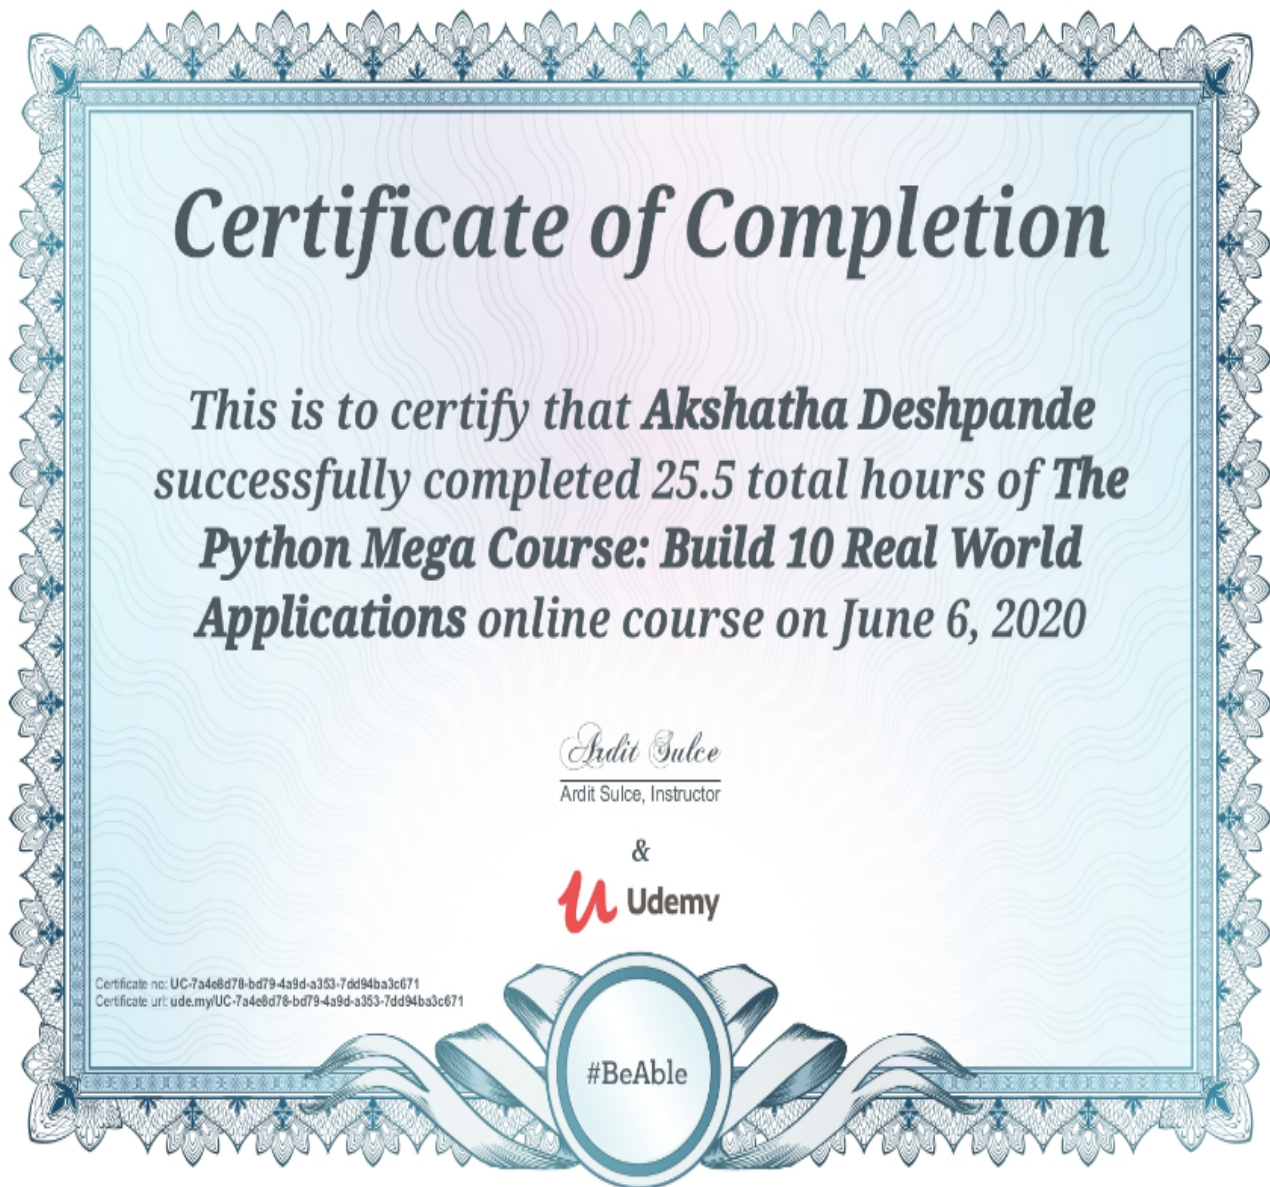 Certificate of Completion
This is to certify that Akshatha Deshpande
successfully completed 25.5 total hours of The
Python Mega Course: Build 10 Real World
Applications online course on June 6, 2020
Ardit Sulce
Ardit Sulce, Instructor
&
Udemy
Certificate no: UC-7a4e8d78-bd79-4a9d-a353-7dd94ba3c671
Certificate url: ude.my/UC-7a4e8d78-bd79-4a9d-a353-7dd94ba3c671
#BeAble